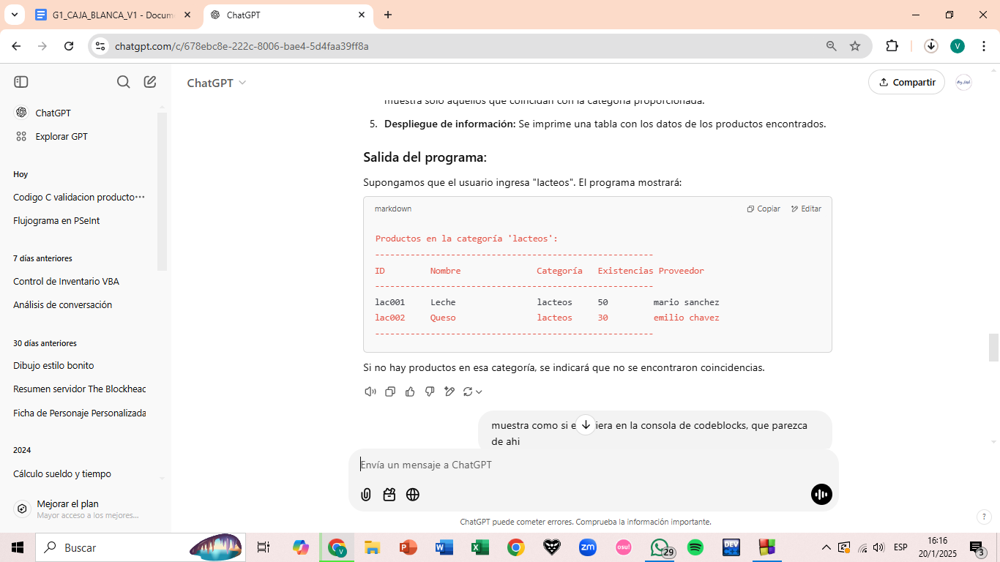 G1_CAJA_BLANCA_V1 - Docum
ChatGPT
chatgpt.com/c/678ebc8e-222c-8006-bae4-5d4faa39ff8a
V
ChatGPT
Compartir
ChatGPT
Explorar GPT
Hoy
Codigo C validacion producto
Flujograma en PSeInt
7 días anteriores
Control de Inventario VBA
Análisis de conversación
30 días anteriores
Dibujo estilo bonito
Resumen servidor The Blockheac
Ficha de Personaje Personalizada
2024
Cálculo sueldo y tiempo
Mejorar el plan
Mayor acceso a los mejores...
muestra solo aquellos que coincidan con la categoría proporcionada.
5. Despliegue de información: Se imprime una tabla con los datos de los productos encontrados.
Salida del programa:
Supongamos que el usuario ingresa "lacteos". El programa mostrará:
markdown Copiar Editar
Productos en la categoría 'lacteos':
-------------------------------------------------------
ID Nombre Categoría Existencias Proveedor
-------------------------------------------------------
lac001 Leche lacteos 50 mario sanchez
lac002 Queso lacteos 30 emilio chavez
-------------------------------------------------------
Si no hay productos en esa categoría, se indicará que no se encontraron coincidencias.
muestra como si e iera en la consola de codeblocks, que parezca
de ahi
Envía un mensaje a ChatGPT
ChatGPT puede cometer errores. Comprueba la información importante.
?
Buscar
zm
osu!
29
DEV
ESP
16:16
20/1/2025
3